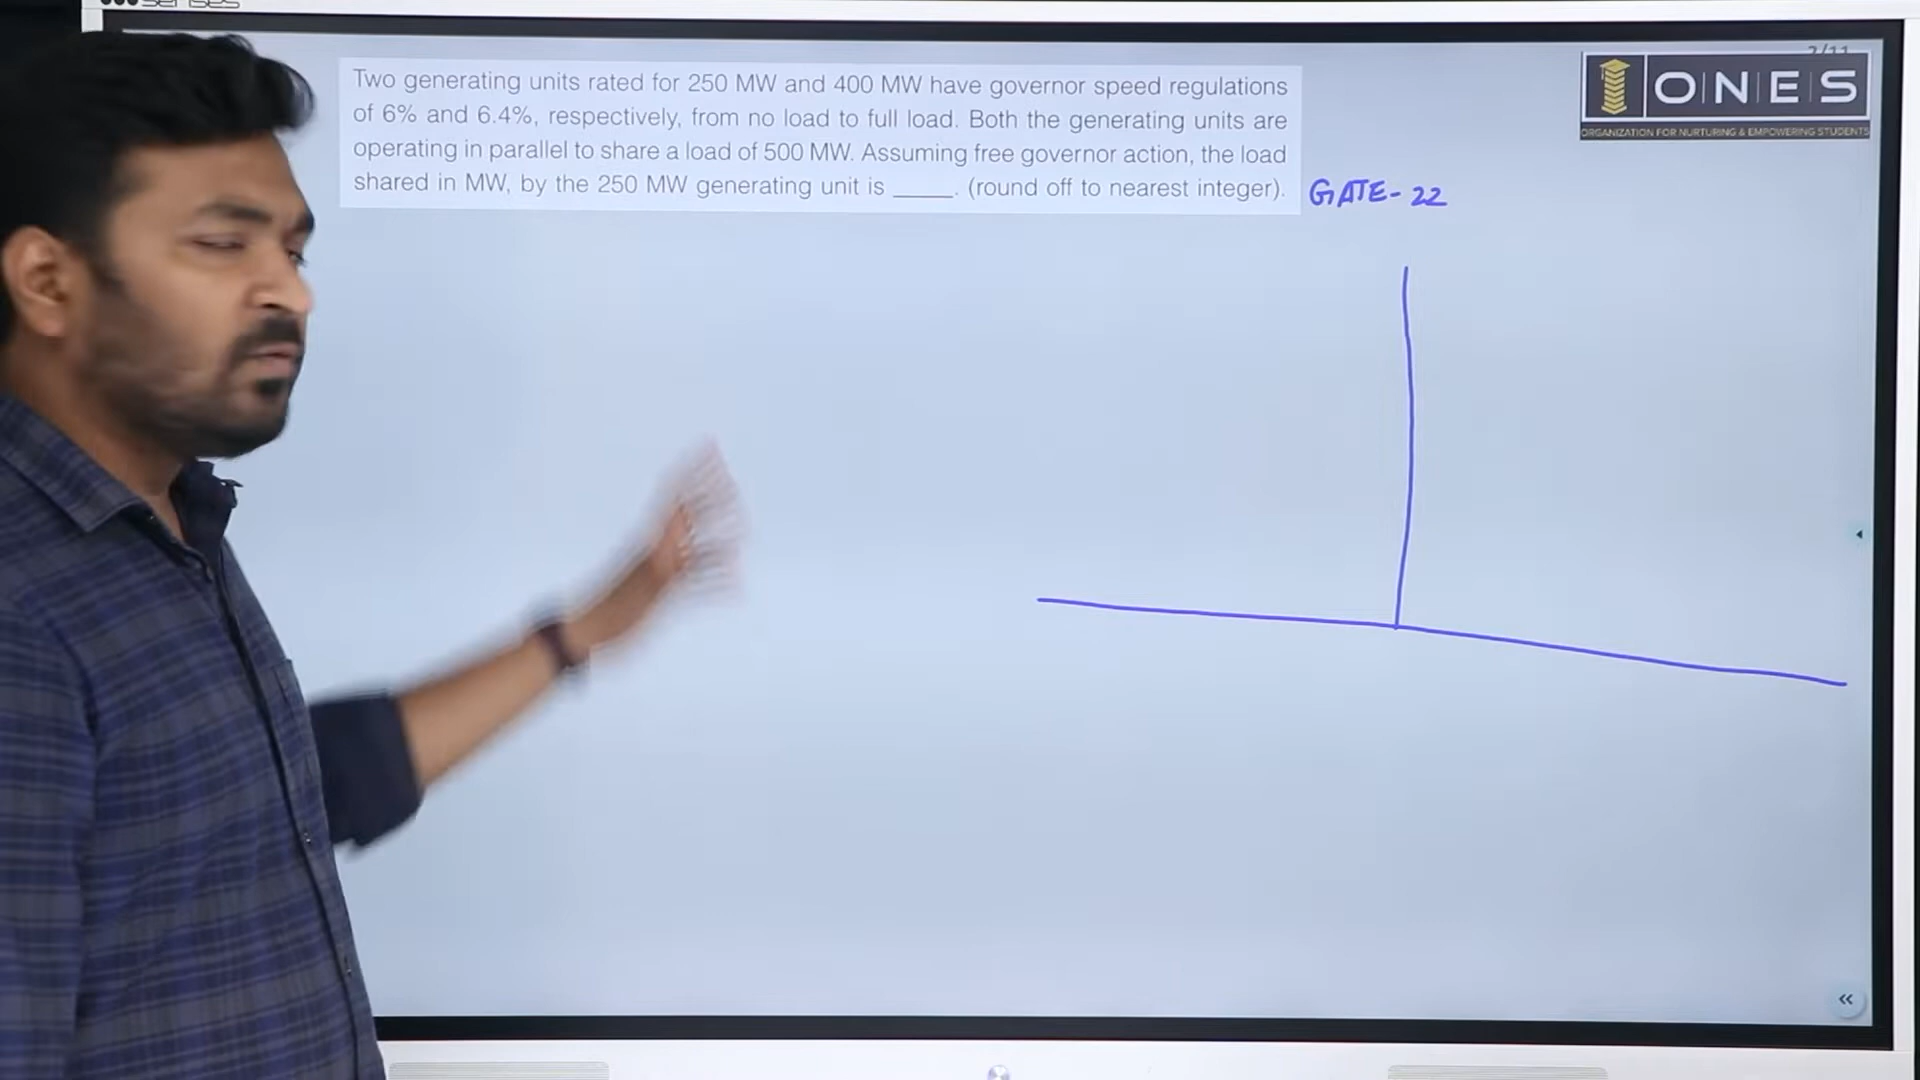 2/11
Two generating units rated for 250 MW and 400 MW have governor speed regulations
of 6% and 6.4%, respectively, from no load to full load. Both the generating units are
operating in parallel to share a load of 500 MW. Assuming free governor action, the load
shared in MW, by the 250 MW generating unit is _____. (round off to nearest integer).
GATE-22
ONES
ORGANIZATION FOR NURTURING & EMPOWERING STUDENTS